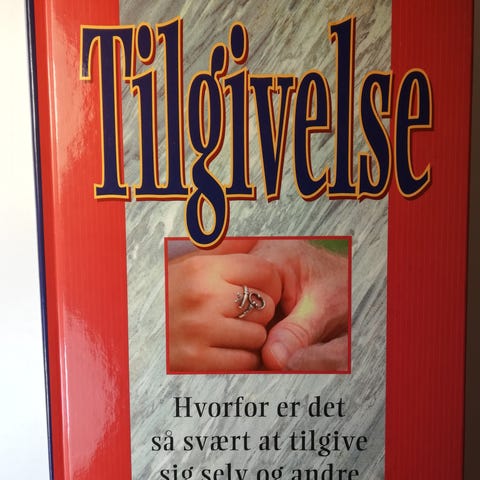 Tilgivelse
Hvorfor er det
så svært at tilgive
sig selv og andre